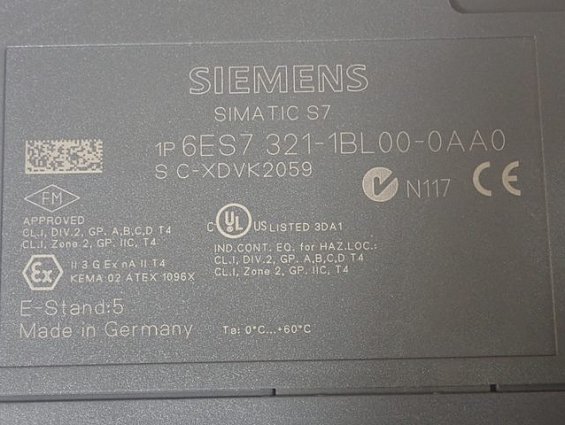 SIEMENS
SIMATIC S7
1P 6ES7 321-1BL00-0AA0
S C-XDVK2059
N117 CE
FM
APPROVED
CL.I, DIV.2, GP. A,B,C,D T4
CL.I, Zone 2, GP. IIC, T4
C UL US LISTED 3DA1
IND.CONT. EQ. for HAZ.LOC.:
CL.I, DIV.2, GP. A,B,C,D T4
CL.I, Zone 2, GP. IIC T4
Ex II 3 G Ex nA II T4
KEMA 02 ATEX 1096X
E-Stand:5
Made in Germany
Ta: 0°C...+60°C